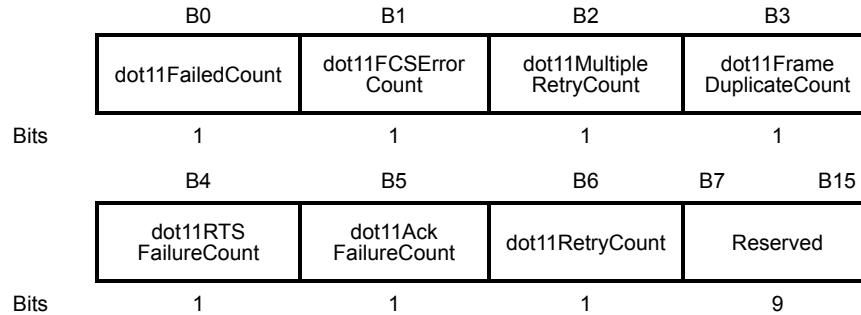 B0 B1 B2 B3
dot11FailedCount dot11FCSError Count dot11Multiple RetryCount dot11Frame DuplicateCount
Bits 1 1 1 1
B4 B5 B6 B7 B15
dot11RTS FailureCount dot11Ack FailureCount dot11RetryCount Reserved
Bits 1 1 1 9